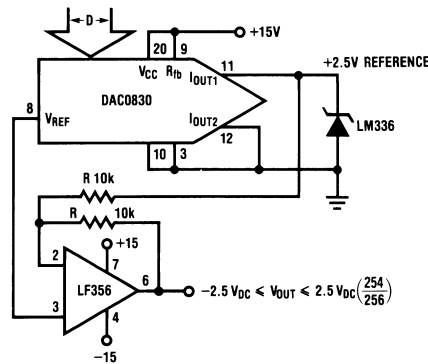 D
+15V
20 9
VCC Rfb IOUT1 11
+2.5V REFERENCE
DAC0830
8 VREF
IOUT2
12
LM336
10 3
R 10k
R 10k
+15
2 7
LF356 6
−2.5 VDC ≤ VOUT ≤ 2.5 VDC(254/256)
3 4
−15